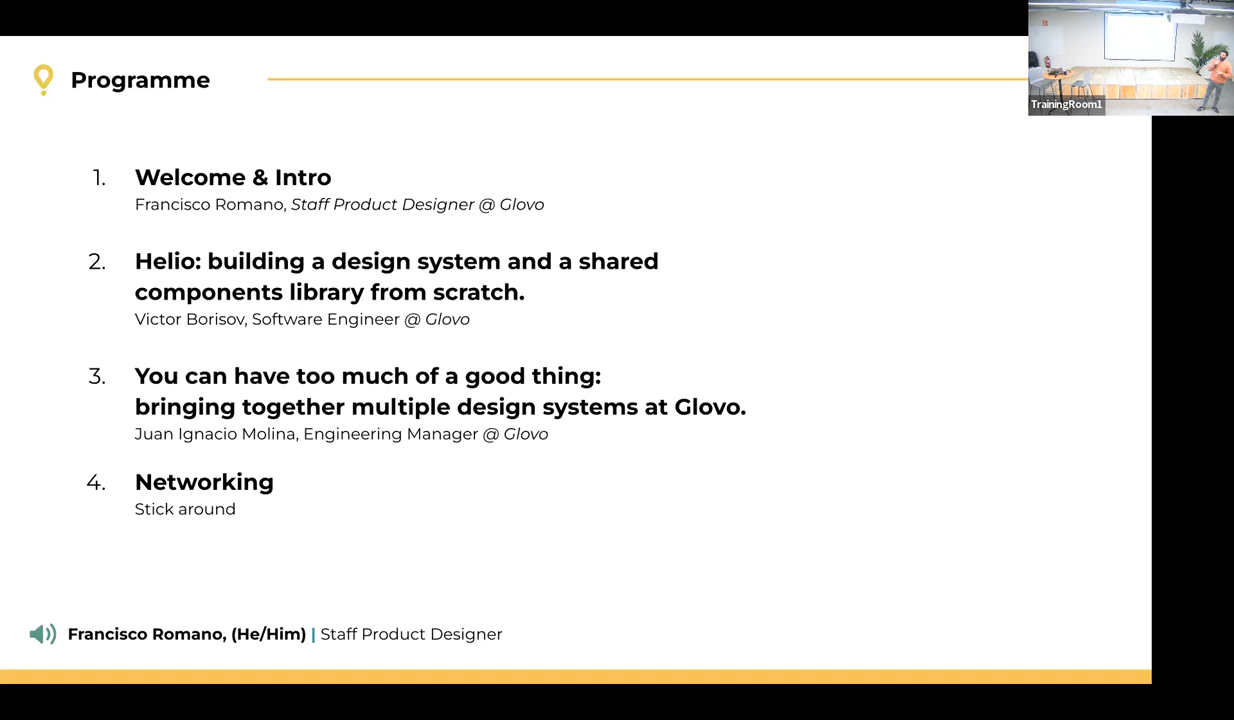 Programme
TrainingRoom1
1. Welcome & Intro
Francisco Romano, Staff Product Designer @ Glovo
2. Helio: building a design system and a shared
components library from scratch.
Victor Borisov, Software Engineer @ Glovo
3. You can have too much of a good thing:
bringing together multiple design systems at Glovo.
Juan Ignacio Molina, Engineering Manager @ Glovo
4. Networking
Stick around
Francisco Romano, (He/Him) | Staff Product Designer